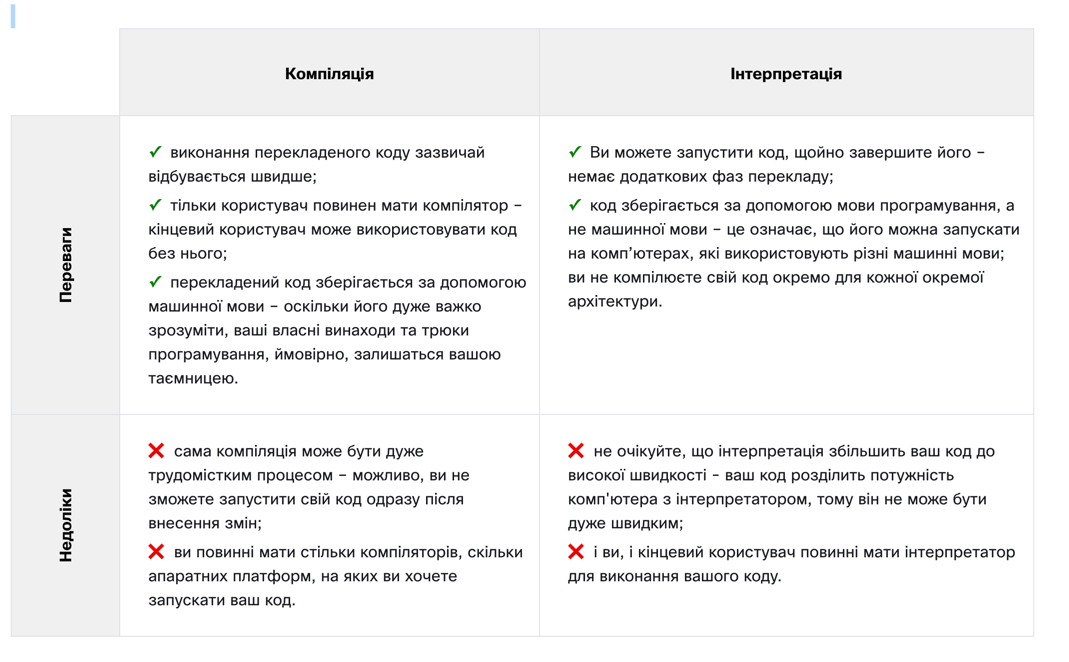 Компіляція
Інтерпретація
Переваги
✓ виконання перекладеного коду зазвичай
відбувається швидше;
✓ тільки користувач повинен мати компілятор –
кінцевий користувач може використовувати код
без нього;
✓ перекладений код зберігається за допомогою
машинної мови – оскільки його дуже важко
зрозуміти, ваші власні винаходи та трюки
програмування, ймовірно, залишаться вашою
таємницею.
✓ Ви можете запустити код, щойно завершите його –
немає додаткових фаз перекладу;
✓ код зберігається за допомогою мови програмування, а
не машинної мови – це означає, що його можна запускати
на комп’ютерах, які використовують різні машинні мови;
ви не компілюєте свій код окремо для кожної окремої
архітектури.
Недоліки
❌ сама компіляція може бути дуже
трудомістким процесом – можливо, ви не
зможете запустити свій код одразу після
внесення змін;
❌ ви повинні мати стільки компіляторів, скільки
апаратних платформ, на яких ви хочете
запускати ваш код.
❌ не очікуйте, що інтерпретація збільшить ваш код до
високої швидкості - ваш код розділить потужність
комп'ютера з інтерпретатором, тому він не може бути
дуже швидким;
❌ і ви, і кінцевий користувач повинні мати інтерпретатор
для виконання вашого коду.